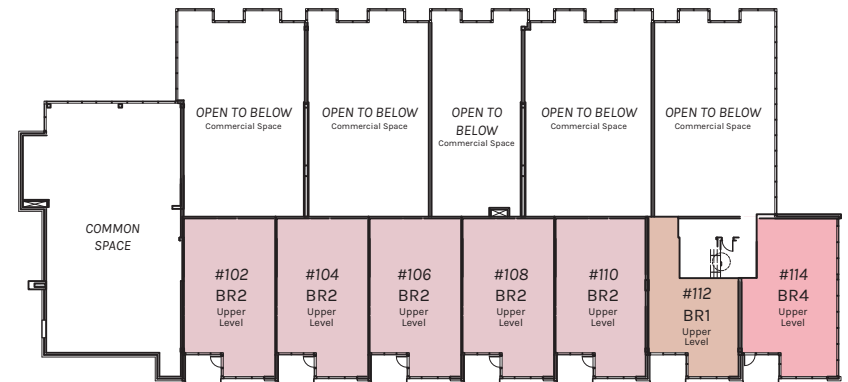 OPEN TO BELOW
Commercial Space
OPEN TO BELOW
Commercial Space
OPEN TO
BELOW
Commercial Space
OPEN TO BELOW
Commercial Space
OPEN TO BELOW
Commercial Space
COMMON
SPACE
#102
BR2
Upper
Level
#104
BR2
Upper
Level
#106
BR2
Upper
Level
#108
BR2
Upper
Level
#110
BR2
Upper
Level
#112
BR1
Upper
Level
#114
BR4
Upper
Level